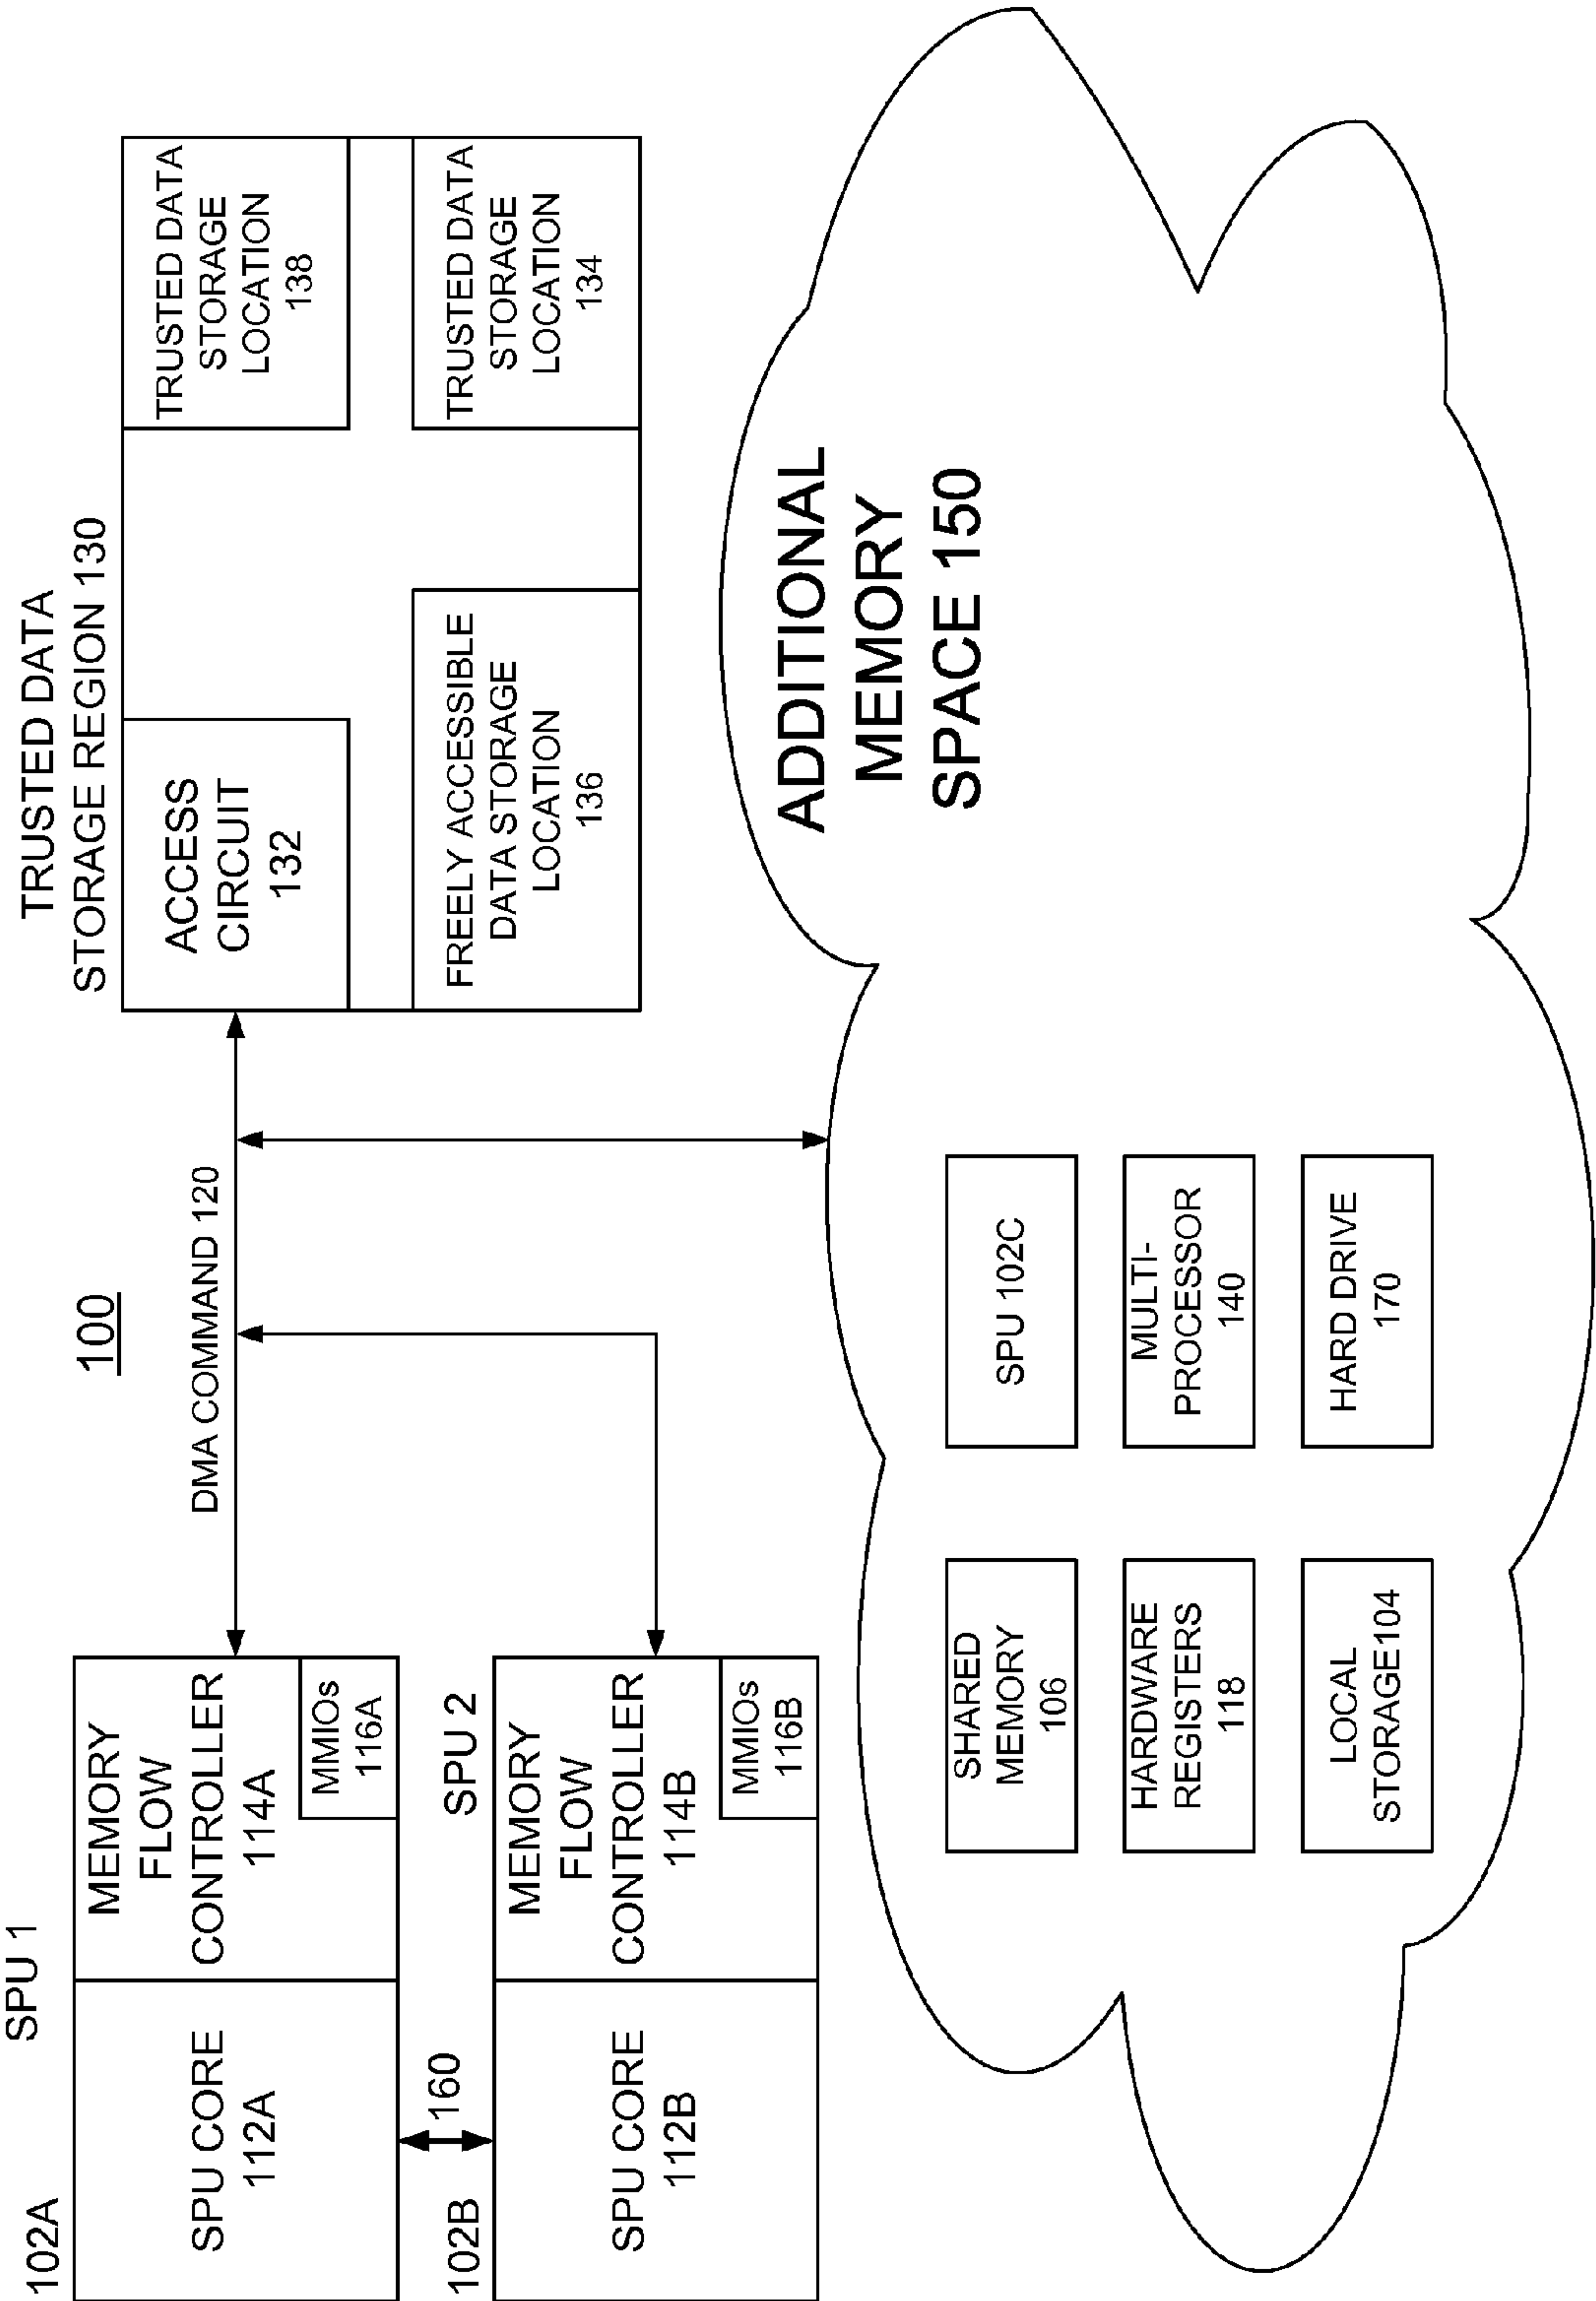 100
102A
SPU 1
SPU CORE
112A
MEMORY
FLOW
CONTROLLER
114A
MMIOs
116A
160
102B
SPU 2
SPU CORE
112B
MEMORY
FLOW
CONTROLLER
114B
MMIOs
116B
DMA COMMAND 120
TRUSTED DATA
STORAGE REGION 130
ACCESS
CIRCUIT
132
TRUSTED DATA
STORAGE
LOCATION
138
FREELY ACCESSIBLE
DATA STORAGE
LOCATION
136
TRUSTED DATA
STORAGE
LOCATION
134
ADDITIONAL
MEMORY
SPACE 150
SHARED
MEMORY
106
SPU 102C
HARDWARE
REGISTERS
118
MULTI-
PROCESSOR
140
LOCAL
STORAGE104
HARD DRIVE
170